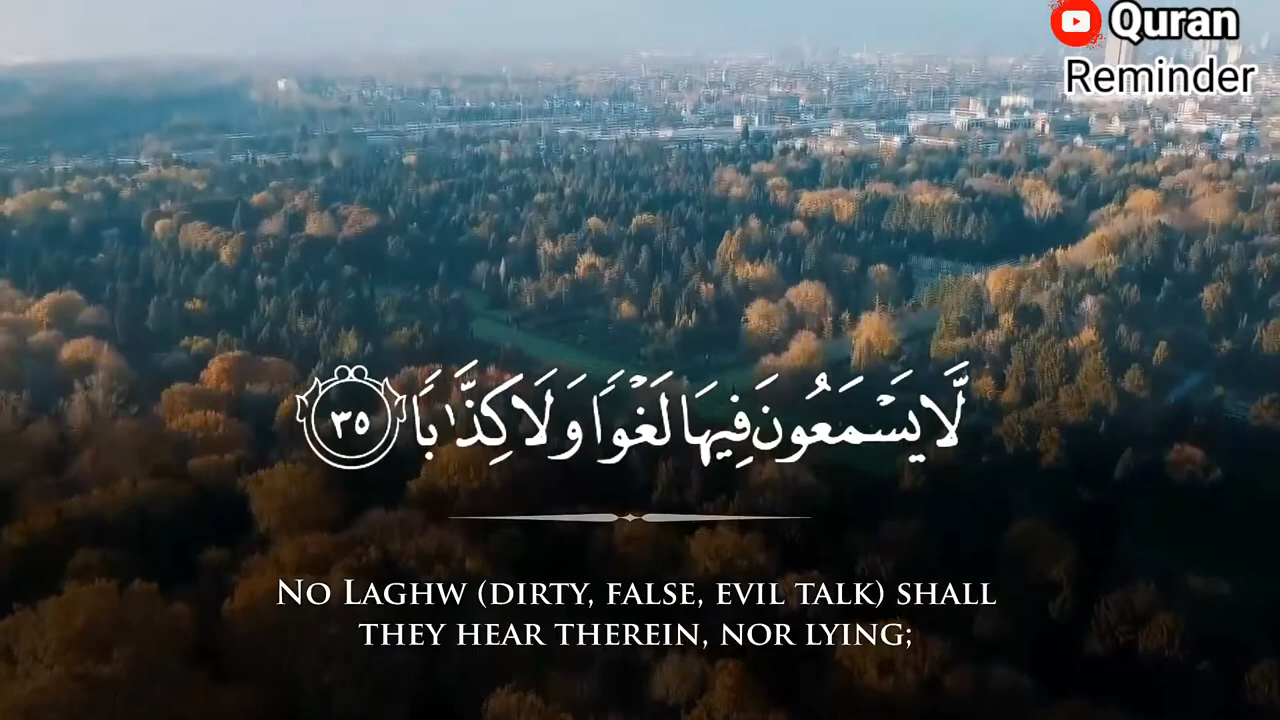 Quran
Reminder
لَّا يَسْمَعُونَ فِيهَا لَغْوًا وَلَا كِذَّٰبًا ٣٥
No Laghw (dirty, false, evil talk) shall
they hear therein, nor lying;